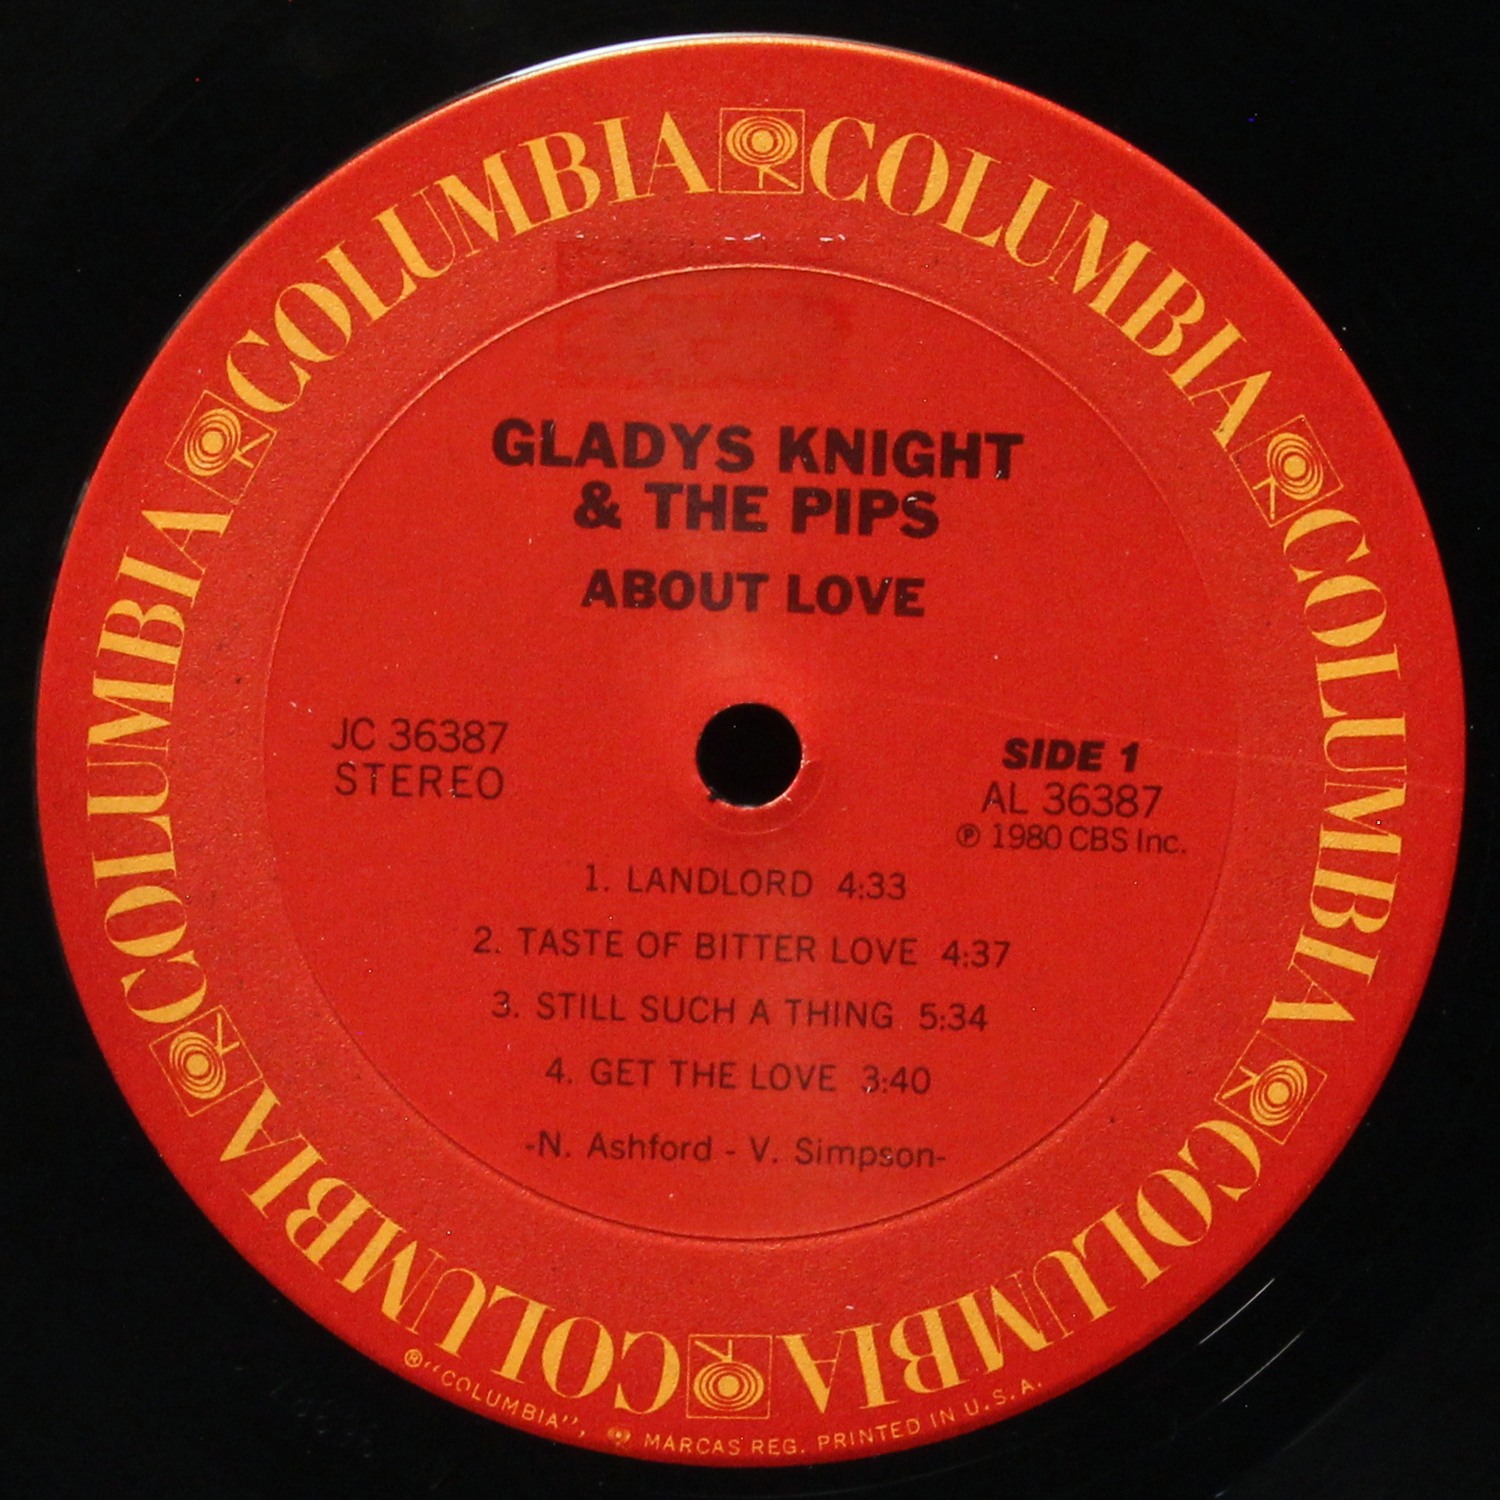 COLUMBIA COLUMBIA COLUMBIA COLUMBIA COLUMBIA COLUMBIA
GLADYS KNIGHT
& THE PIPS
ABOUT LOVE
JC 36387
STEREO
SIDE 1
AL 36387
℗ 1980 CBS Inc.
1. LANDLORD 4:33
2. TASTE OF BITTER LOVE 4:37
3. STILL SUCH A THING 5:34
4. GET THE LOVE 3:40
-N. Ashford - V. Simpson-
® "COLUMBIA", MARCAS REG. PRINTED IN U.S.A.